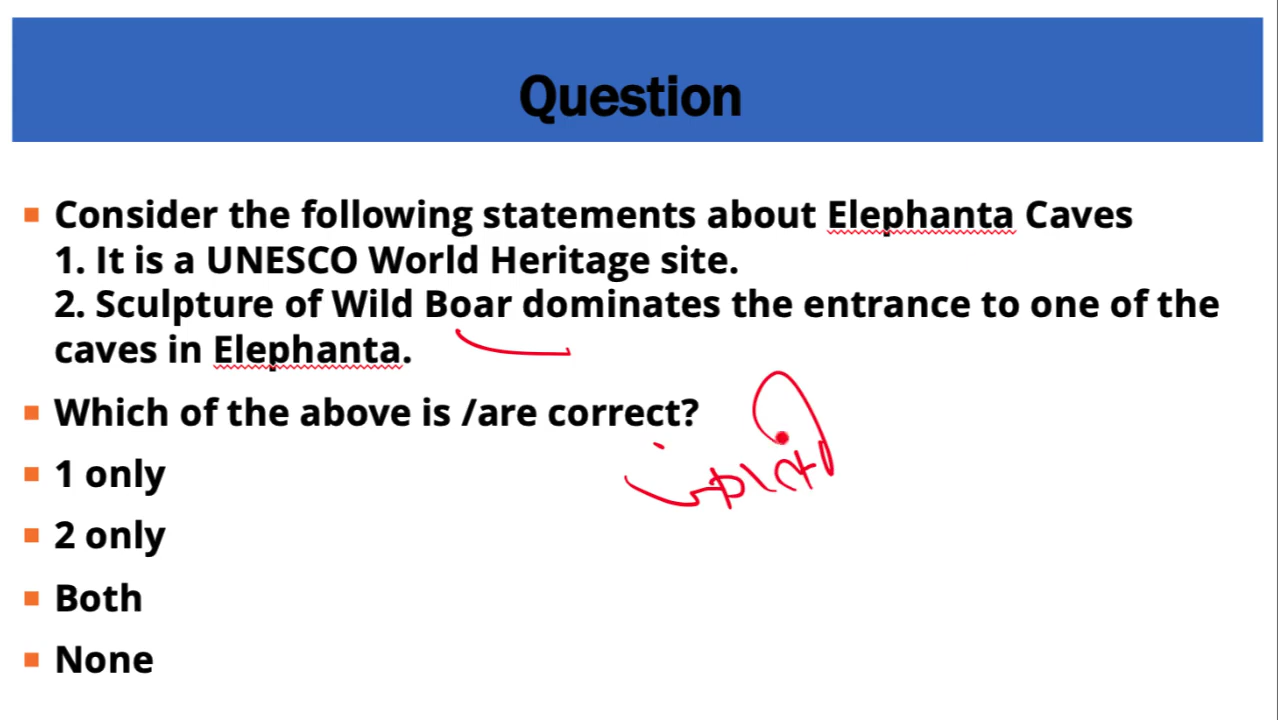 Question
Consider the following statements about Elephanta Caves
1. It is a UNESCO World Heritage site.
2. Sculpture of Wild Boar dominates the entrance to one of the
caves in Elephanta.
Which of the above is /are correct?
1 only
2 only
Both
None